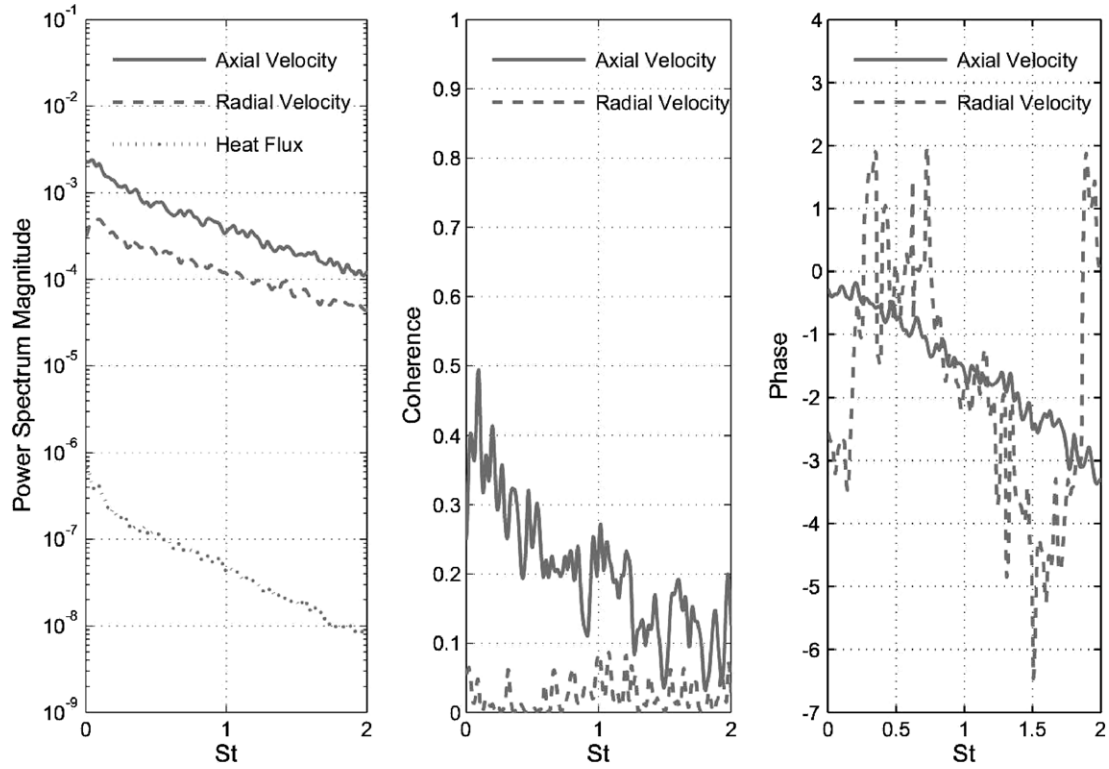 Power Spectrum Magnitude
10^-1
10^-2
10^-3
10^-4
10^-5
10^-6
10^-7
10^-8
10^-9
Axial Velocity
Radial Velocity
Heat Flux
0 1 2
St
Coherence
1
0.9
0.8
0.7
0.6
0.5
0.4
0.3
0.2
0.1
0
Axial Velocity
Radial Velocity
0 1 2
St
Phase
4
3
2
1
0
-1
-2
-3
-4
-5
-6
-7
Axial Velocity
Radial Velocity
0 0.5 1 1.5 2
St